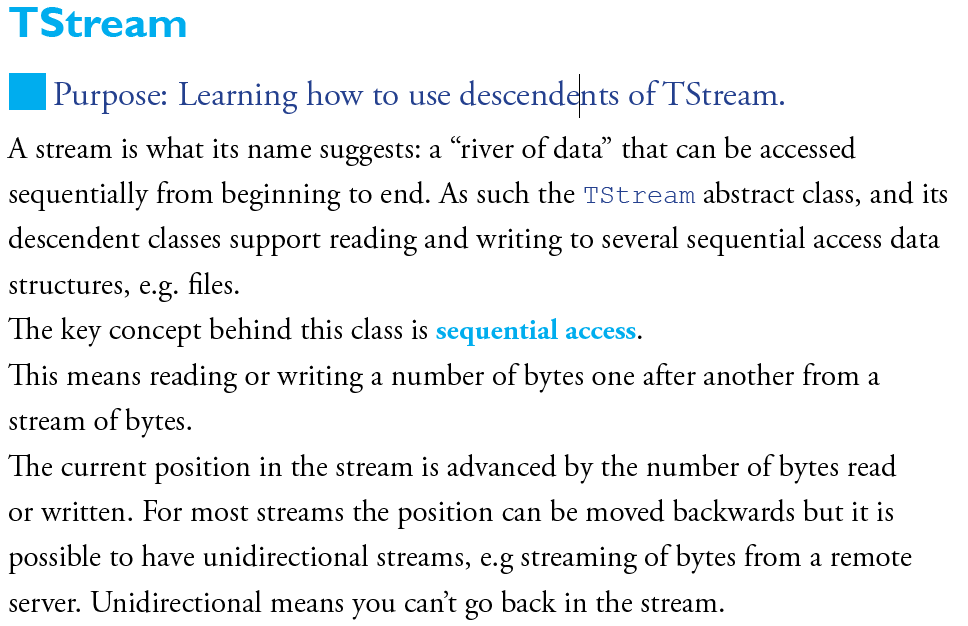 TStream
Purpose: Learning how to use descendents of TStream.
A stream is what its name suggests: a “river of data” that can be accessed
sequentially from beginning to end. As such the TStream abstract class, and its
descendent classes support reading and writing to several sequential access data
structures, e.g. files.
The key concept behind this class is sequential access.
This means reading or writing a number of bytes one after another from a
stream of bytes.
The current position in the stream is advanced by the number of bytes read
or written. For most streams the position can be moved backwards but it is
possible to have unidirectional streams, e.g streaming of bytes from a remote
server. Unidirectional means you can’t go back in the stream.